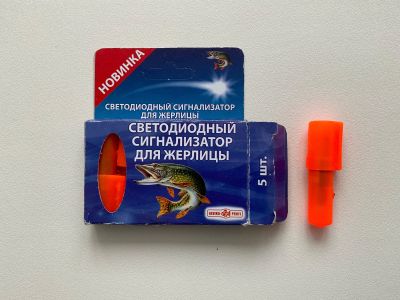 НОВИНКА
СВЕТОДИОДНЫЙ СИГНАЛИЗАТОР
ДЛЯ ЖЕРЛИЦЫ
СВЕТОДИОДНЫЙ
СИГНАЛИЗАТОР
ДЛЯ ЖЕРЛИЦЫ
5 шт.